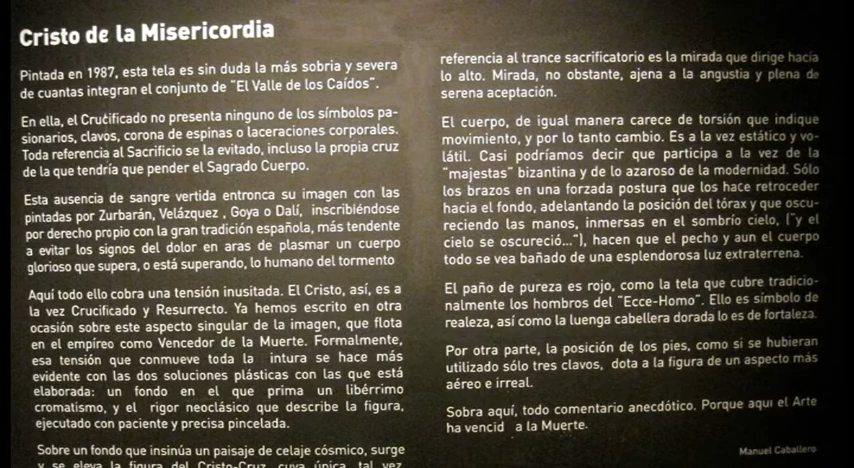 Cristo de la Misericordia
Pintada en 1987, esta tela es sin duda la más sobria y severa
de cuantas integran el conjunto de "El Valle de los Caídos".
En ella, el Crucificado no presenta ninguno de los símbolos pa-
sionarios, clavos, corona de espinas o laceraciones corporales.
Toda referencia al Sacrificio se la evitado, incluso la propia cruz
de la que tendría que pender el Sagrado Cuerpo.
Esta ausencia de sangre vertida entronca su imagen con las
pintadas por Zurbarán, Velázquez , Goya o Dalí, inscribiéndose
por derecho propio con la gran tradición española, más tendente
a evitar los signos del dolor en aras de plasmar un cuerpo
glorioso que supera, o está superando, lo humano del tormento
Aquí todo ello cobra una tensión inusitada. El Cristo, así, es a
la vez Crucificado y Resurrecto. Ya hemos escrito en otra
ocasión sobre este aspecto singular de la imagen, que flota
en el empíreo como Vencedor de la Muerte. Formalmente,
esa tensión que conmueve toda la intura se hace más
evidente con las dos soluciones plásticas con las que está
elaborada: un fondo en el que prima un libérrimo
cromatismo, y el rigor neoclásico que describe la figura,
ejecutado con paciente y precisa pincelada.
Sobre un fondo que insinúa un paisaje de celaje cósmico, surge
y se eleva la figura del Cristo-Cruz, cuya única, tal vez,
referencia al trance sacrificatorio es la mirada que dirige hacía
lo alto. Mirada, no obstante, ajena a la angustia y plena de
serena aceptación.
El cuerpo, de igual manera carece de torsión que indique
movimiento, y por lo tanto cambio. Es a la vez estático y vo-
látil. Casi podríamos decir que participa a la vez de la
"majestas" bizantina y de lo azaroso de la modernidad. Sólo
los brazos en una forzada postura que los hace retroceder
hacia el fondo, adelantando la posición del tórax y que oscu-
reciendo las manos, inmersas en el sombrío cielo, ("y el
cielo se oscureció..."), hacen que el pecho y aun el cuerpo
todo se vea bañado de una esplendorosa luz extraterrena.
El paño de pureza es rojo, como la tela que cubre tradicio-
nalmente los hombros del "Ecce-Homo". Ello es símbolo de
realeza, así como la luenga cabellera dorada lo es de fortaleza.
Por otra parte, la posición de los pies, como si se hubieran
utilizado sólo tres clavos, dota a la figura de un aspecto más
aéreo e irreal.
Sobra aquí, todo comentario anecdótico. Porque aquí el Arte
ha vencid a la Muerte.
Manuel Caballero